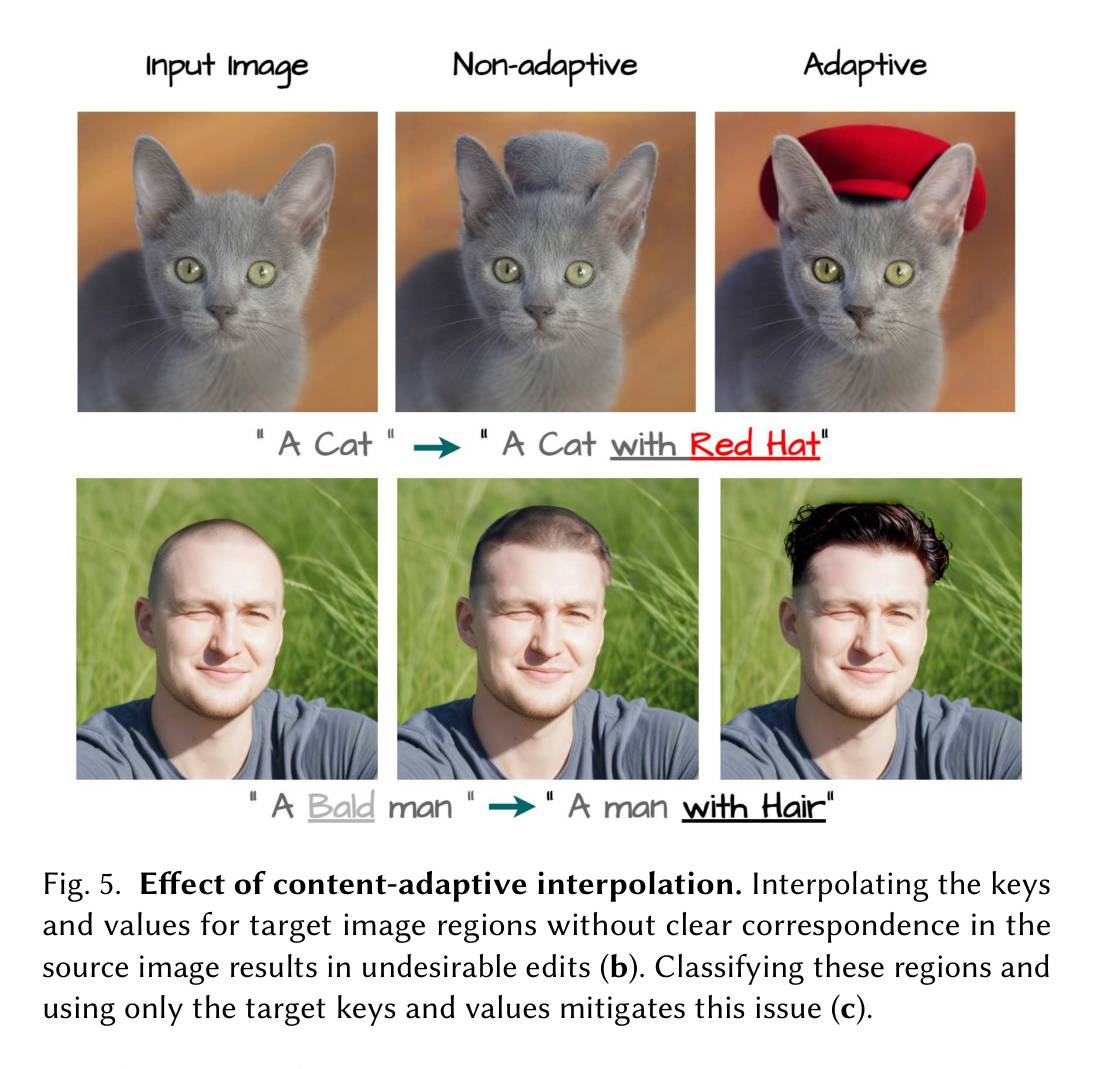 Input Image Non-adaptive Adaptive
" A Cat " → " A Cat with Red Hat"
" A Bald man " → " A man with Hair"
Fig. 5. Effect of content-adaptive interpolation. Interpolating the keys
and values for target image regions without clear correspondence in the
source image results in undesirable edits (b). Classifying these regions and
using only the target keys and values mitigates this issue (c).